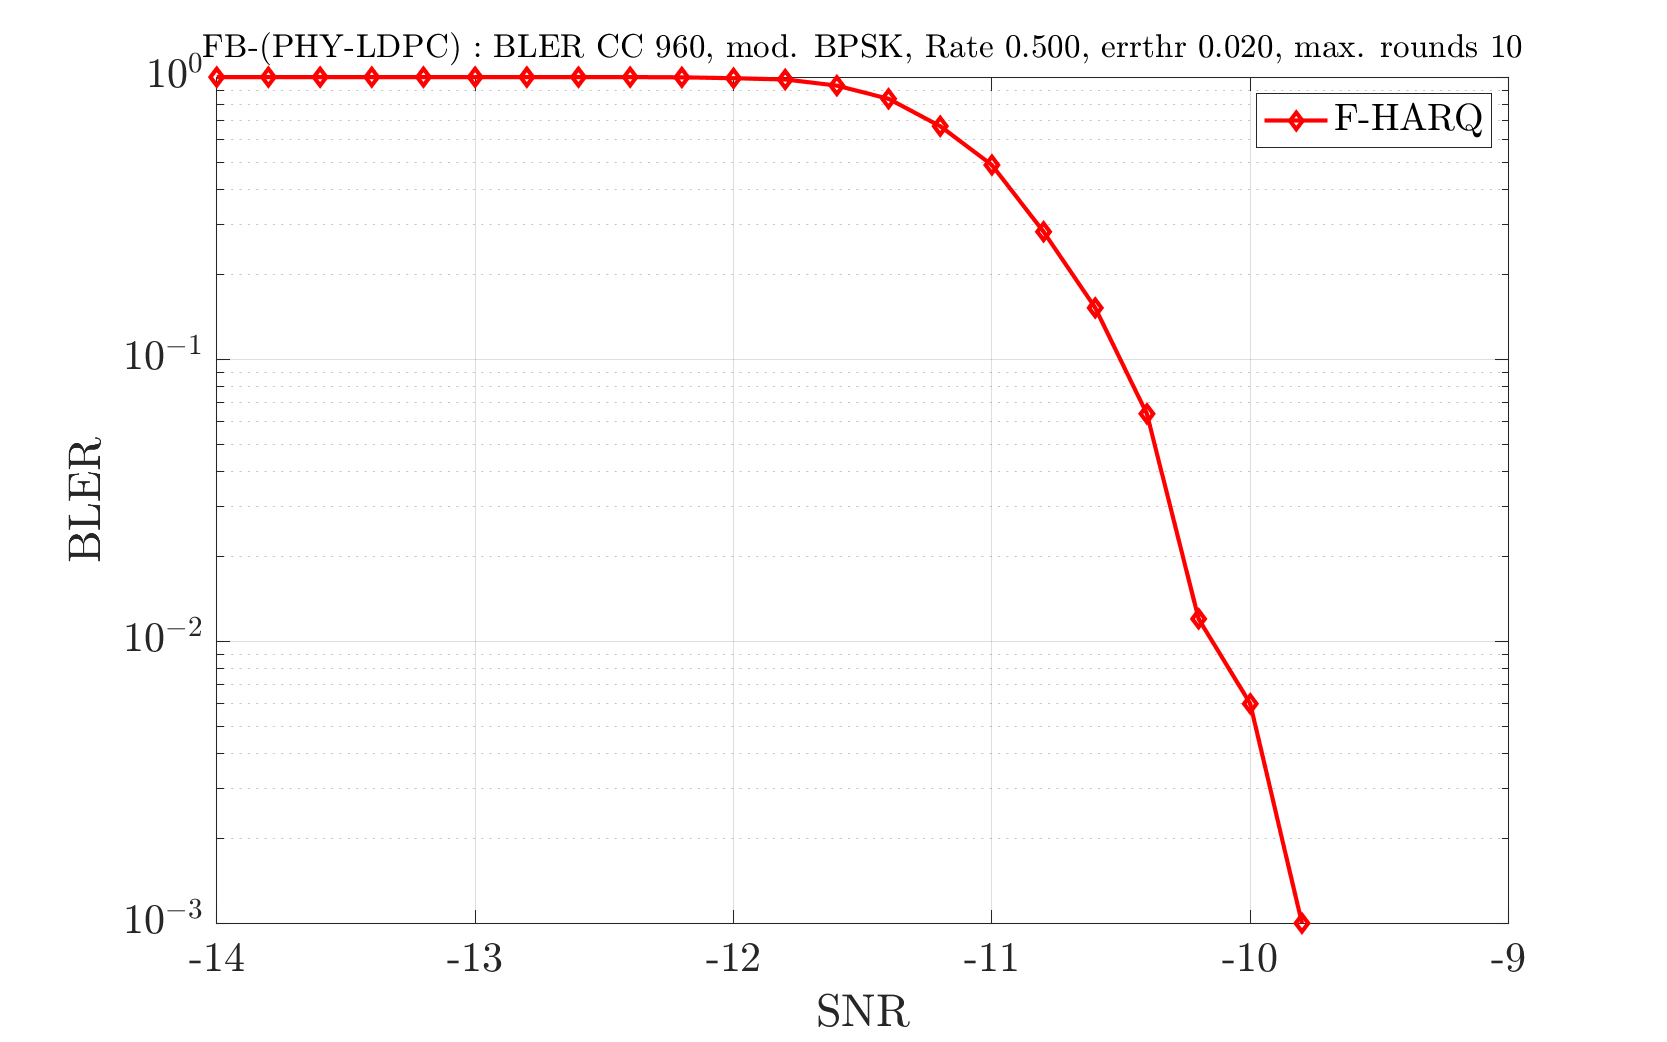 FB-(PHY-LDPC) : BLER CC 960, mod. BPSK, Rate 0.500, errthr 0.020, max. rounds 10
10^0
F-HARQ
10^{-1}
BLER
10^{-2}
10^{-3}
-14 -13 -12 -11 -10 -9
SNR